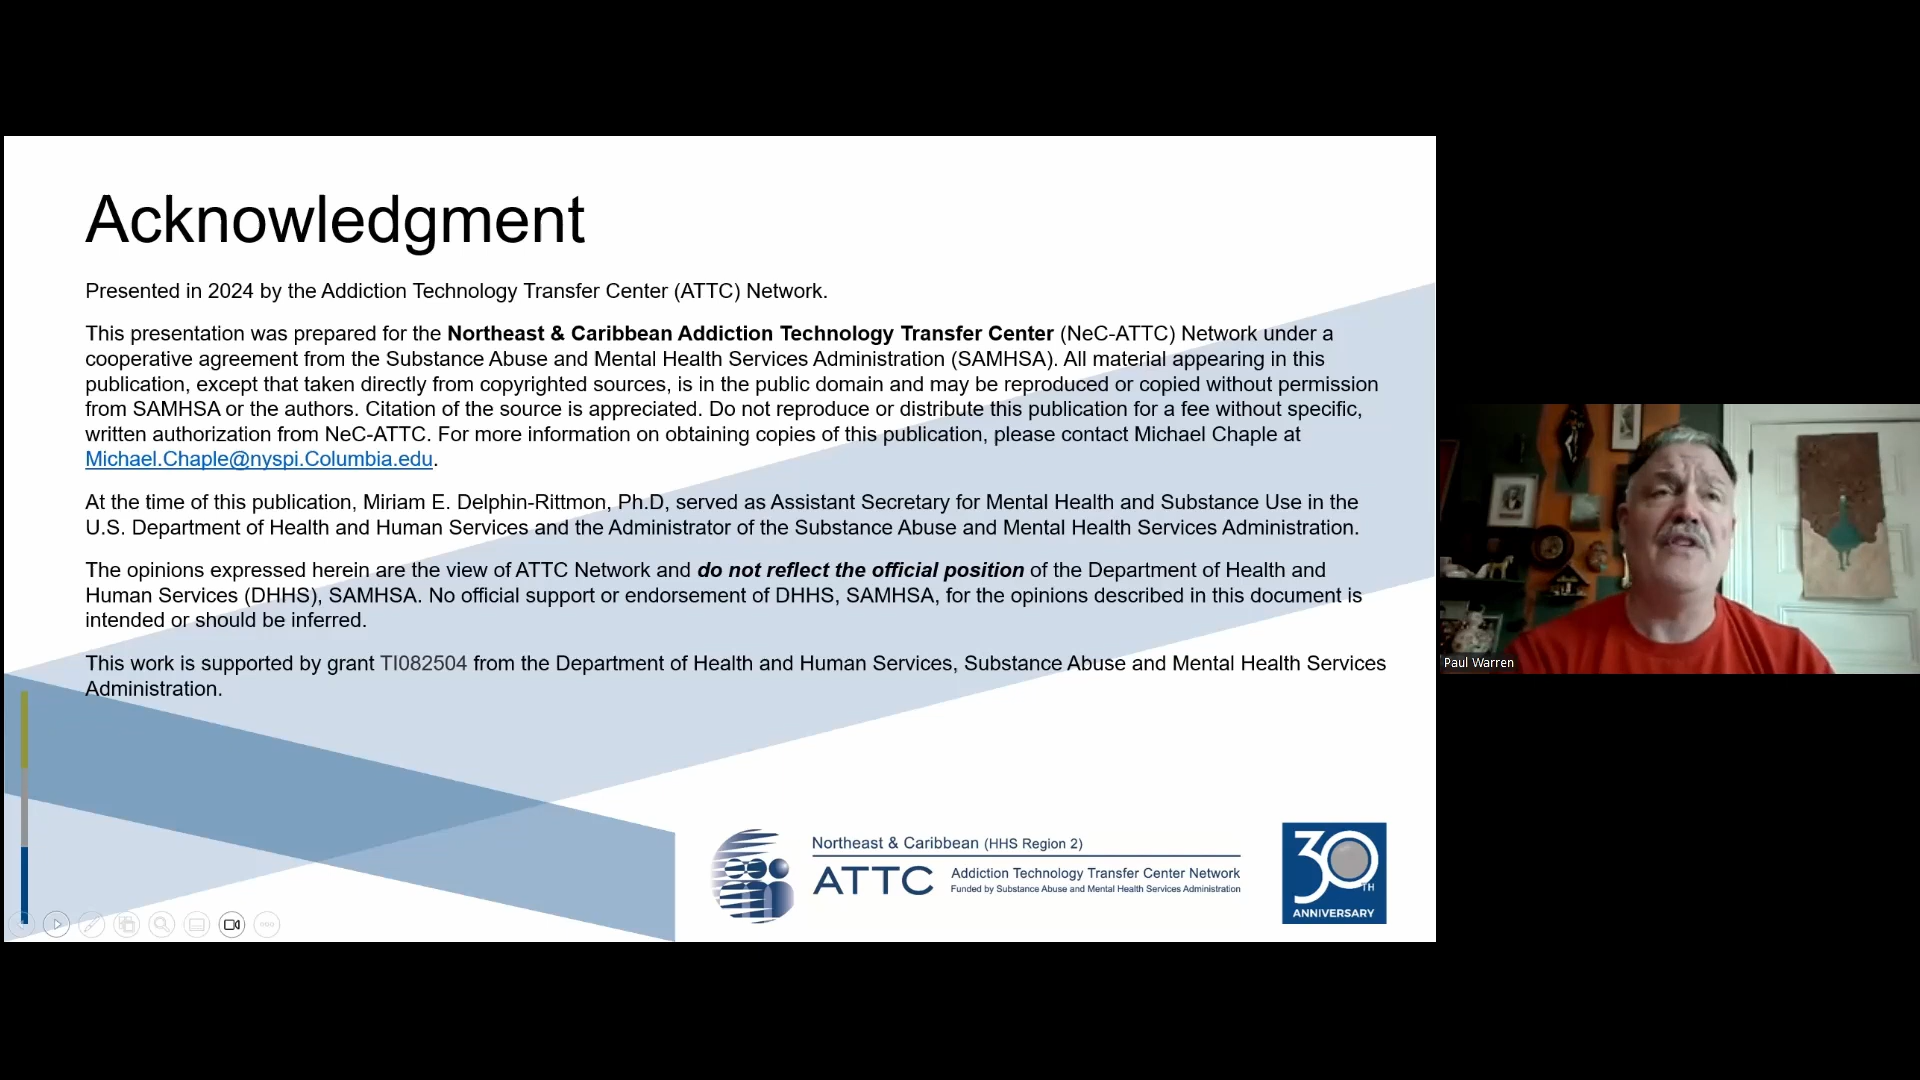 Acknowledgment
Presented in 2024 by the Addiction Technology Transfer Center (ATTC) Network.
This presentation was prepared for the Northeast & Caribbean Addiction Technology Transfer Center (NeC-ATTC) Network under a
cooperative agreement from the Substance Abuse and Mental Health Services Administration (SAMHSA). All material appearing in this
publication, except that taken directly from copyrighted sources, is in the public domain and may be reproduced or copied without permission
from SAMHSA or the authors. Citation of the source is appreciated. Do not reproduce or distribute this publication for a fee without specific,
written authorization from NeC-ATTC. For more information on obtaining copies of this publication, please contact Michael Chaple at
Michael.Chaple@nyspi.Columbia.edu.
At the time of this publication, Miriam E. Delphin-Rittmon, Ph.D, served as Assistant Secretary for Mental Health and Substance Use in the
U.S. Department of Health and Human Services and the Administrator of the Substance Abuse and Mental Health Services Administration.
The opinions expressed herein are the view of ATTC Network and do not reflect the official position of the Department of Health and
Human Services (DHHS), SAMHSA. No official support or endorsement of DHHS, SAMHSA, for the opinions described in this document is
intended or should be inferred.
This work is supported by grant TI082504 from the Department of Health and Human Services, Substance Abuse and Mental Health Services
Administration.
Northeast & Caribbean (HHS Region 2)
ATTC
Addiction Technology Transfer Center Network
Funded by Substance Abuse and Mental Health Services Administration
30TH
ANNIVERSARY
Paul Warren